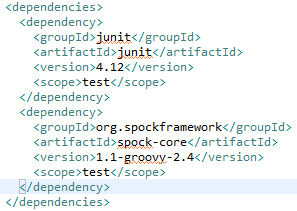 <dependencies>
<dependency>
<groupId>junit</groupId>
<artifactId>junit</artifactId>
<version>4.12</version>
<scope>test</scope>
</dependency>
<dependency>
<groupId>org.spockframework</groupId>
<artifactId>spock-core</artifactId>
<version>1.1-groovy-2.4</version>
<scope>test</scope>
</dependency>
</dependencies>